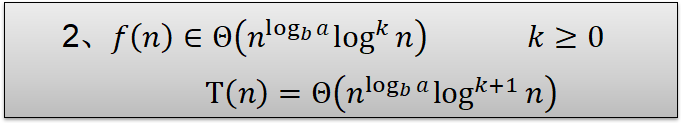 2、f(n) ∈ Θ(n^{log_b a} log^k n) k ≥ 0
T(n) = Θ(n^{log_b a} log^{k+1} n)